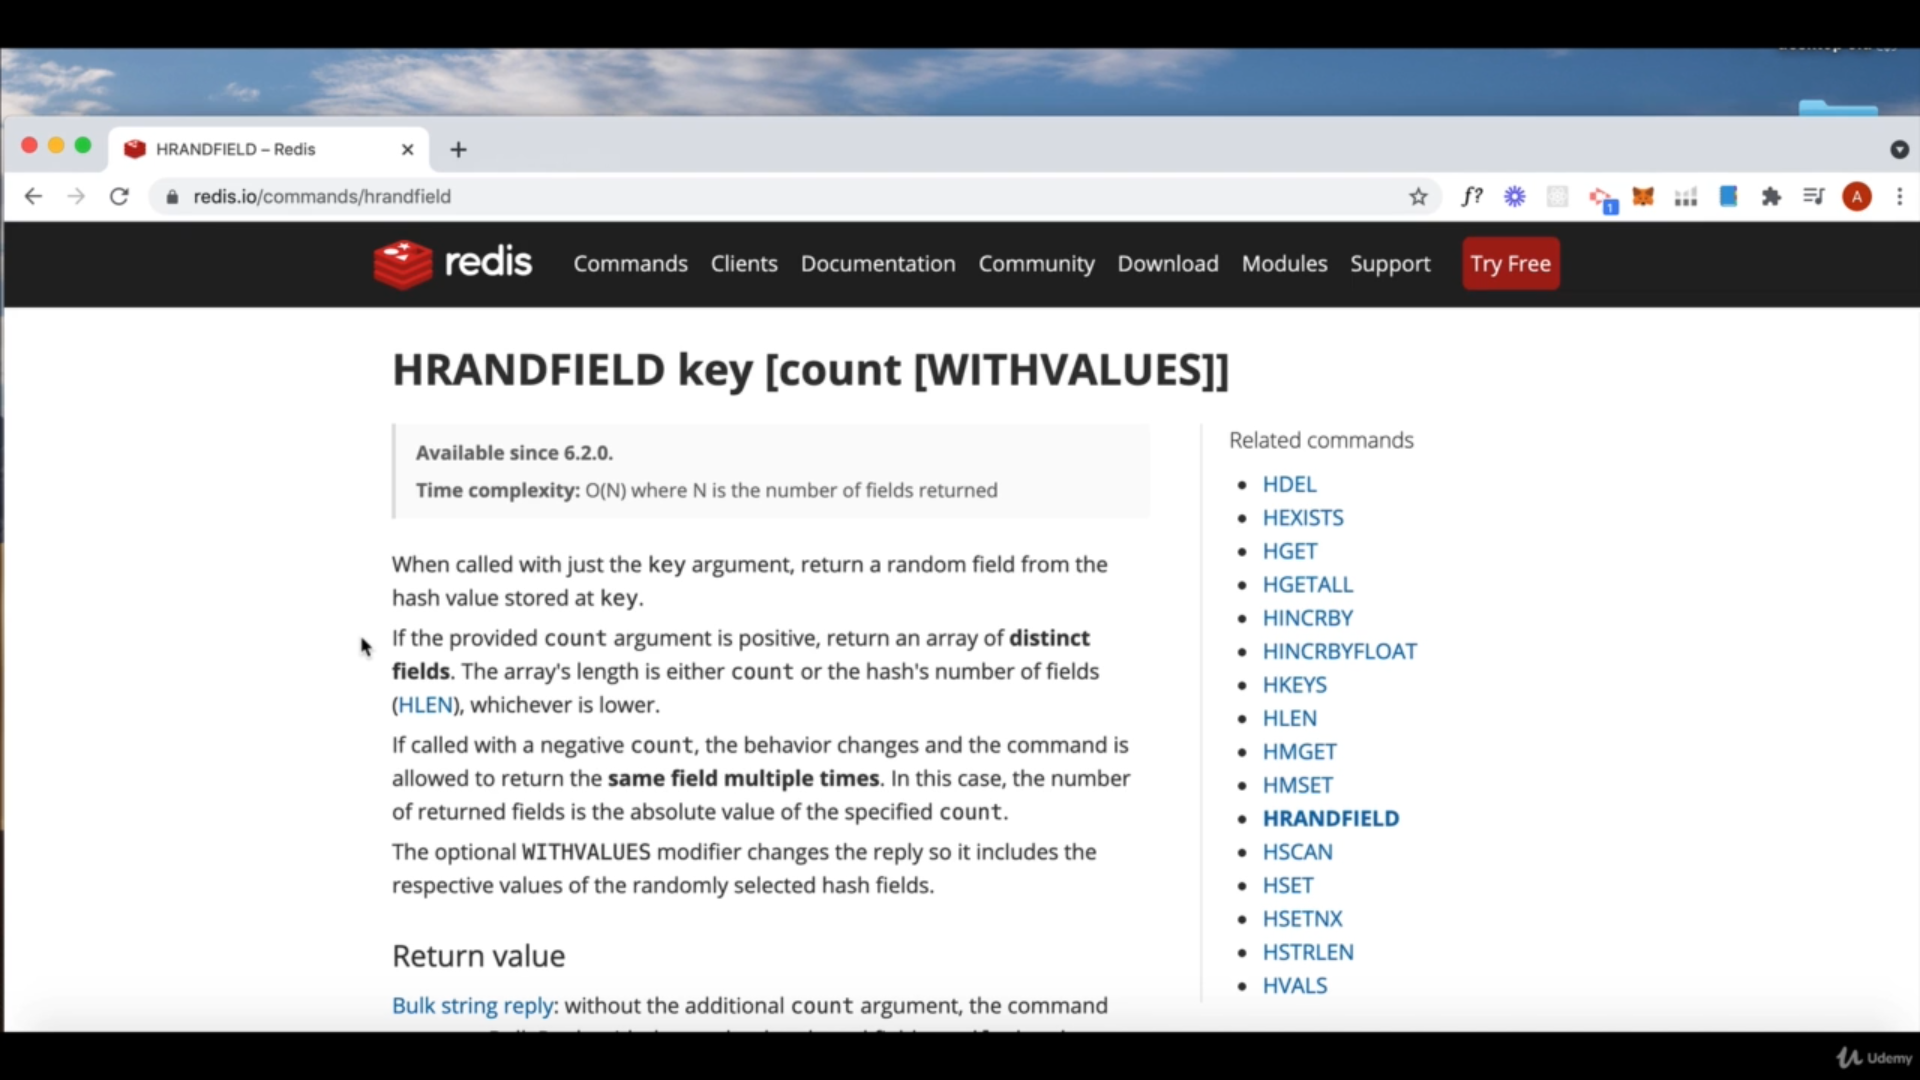 HRANDFIELD – Redis
redis.io/commands/hrandfield
f?
1
A
redis
Commands
Clients
Documentation
Community
Download
Modules
Support
Try Free
HRANDFIELD key [count [WITHVALUES]]
Available since 6.2.0.
Time complexity: O(N) where N is the number of fields returned
When called with just the key argument, return a random field from the
hash value stored at key.
If the provided count argument is positive, return an array of distinct
fields. The array's length is either count or the hash's number of fields
(HLEN), whichever is lower.
If called with a negative count, the behavior changes and the command is
allowed to return the same field multiple times. In this case, the number
of returned fields is the absolute value of the specified count.
The optional WITHVALUES modifier changes the reply so it includes the
respective values of the randomly selected hash fields.
Return value
Bulk string reply: without the additional count argument, the command
Related commands
HDEL
HEXISTS
HGET
HGETALL
HINCRBY
HINCRBYFLOAT
HKEYS
HLEN
HMGET
HMSET
HRANDFIELD
HSCAN
HSET
HSETNX
HSTRLEN
HVALS
Udemy